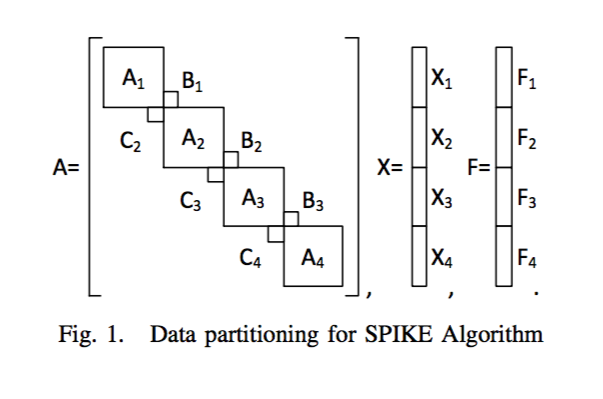 A₁ B₁ X₁ F₁
C₂ A₂ B₂ X₂ F₂
A= X= F=
C₃ A₃ B₃ X₃ F₃
C₄ A₄ X₄ F₄
, , .
Fig. 1. Data partitioning for SPIKE Algorithm